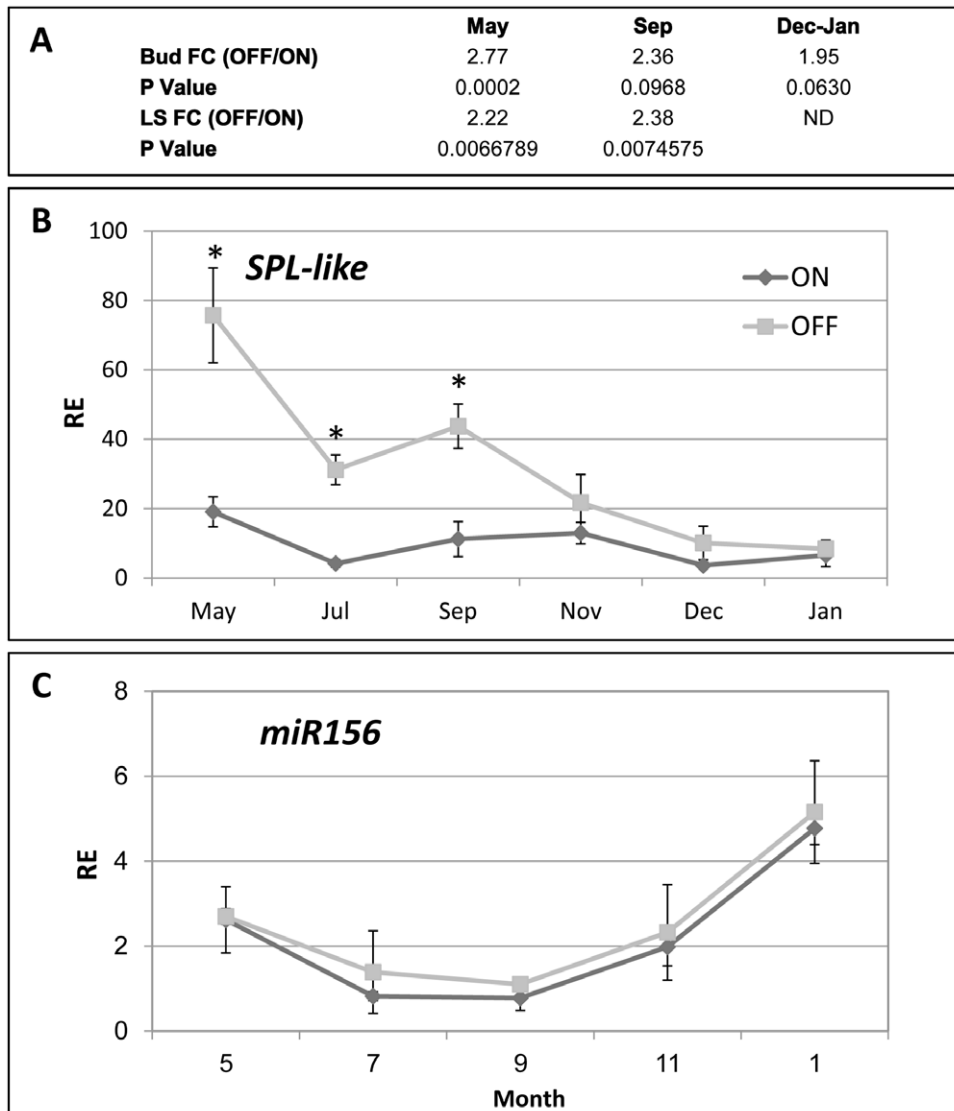 A
May Sep Dec-Jan
Bud FC (OFF/ON) 2.77 2.36 1.95
P Value 0.0002 0.0968 0.0630
LS FC (OFF/ON) 2.22 2.38 ND
P Value 0.0066789 0.0074575
B
SPL-like
ON
OFF
RE
100
80
60
40
20
0
* * *
May Jul Sep Nov Dec Jan
C
miR156
RE
8
6
4
2
0
5 7 9 11 1
Month